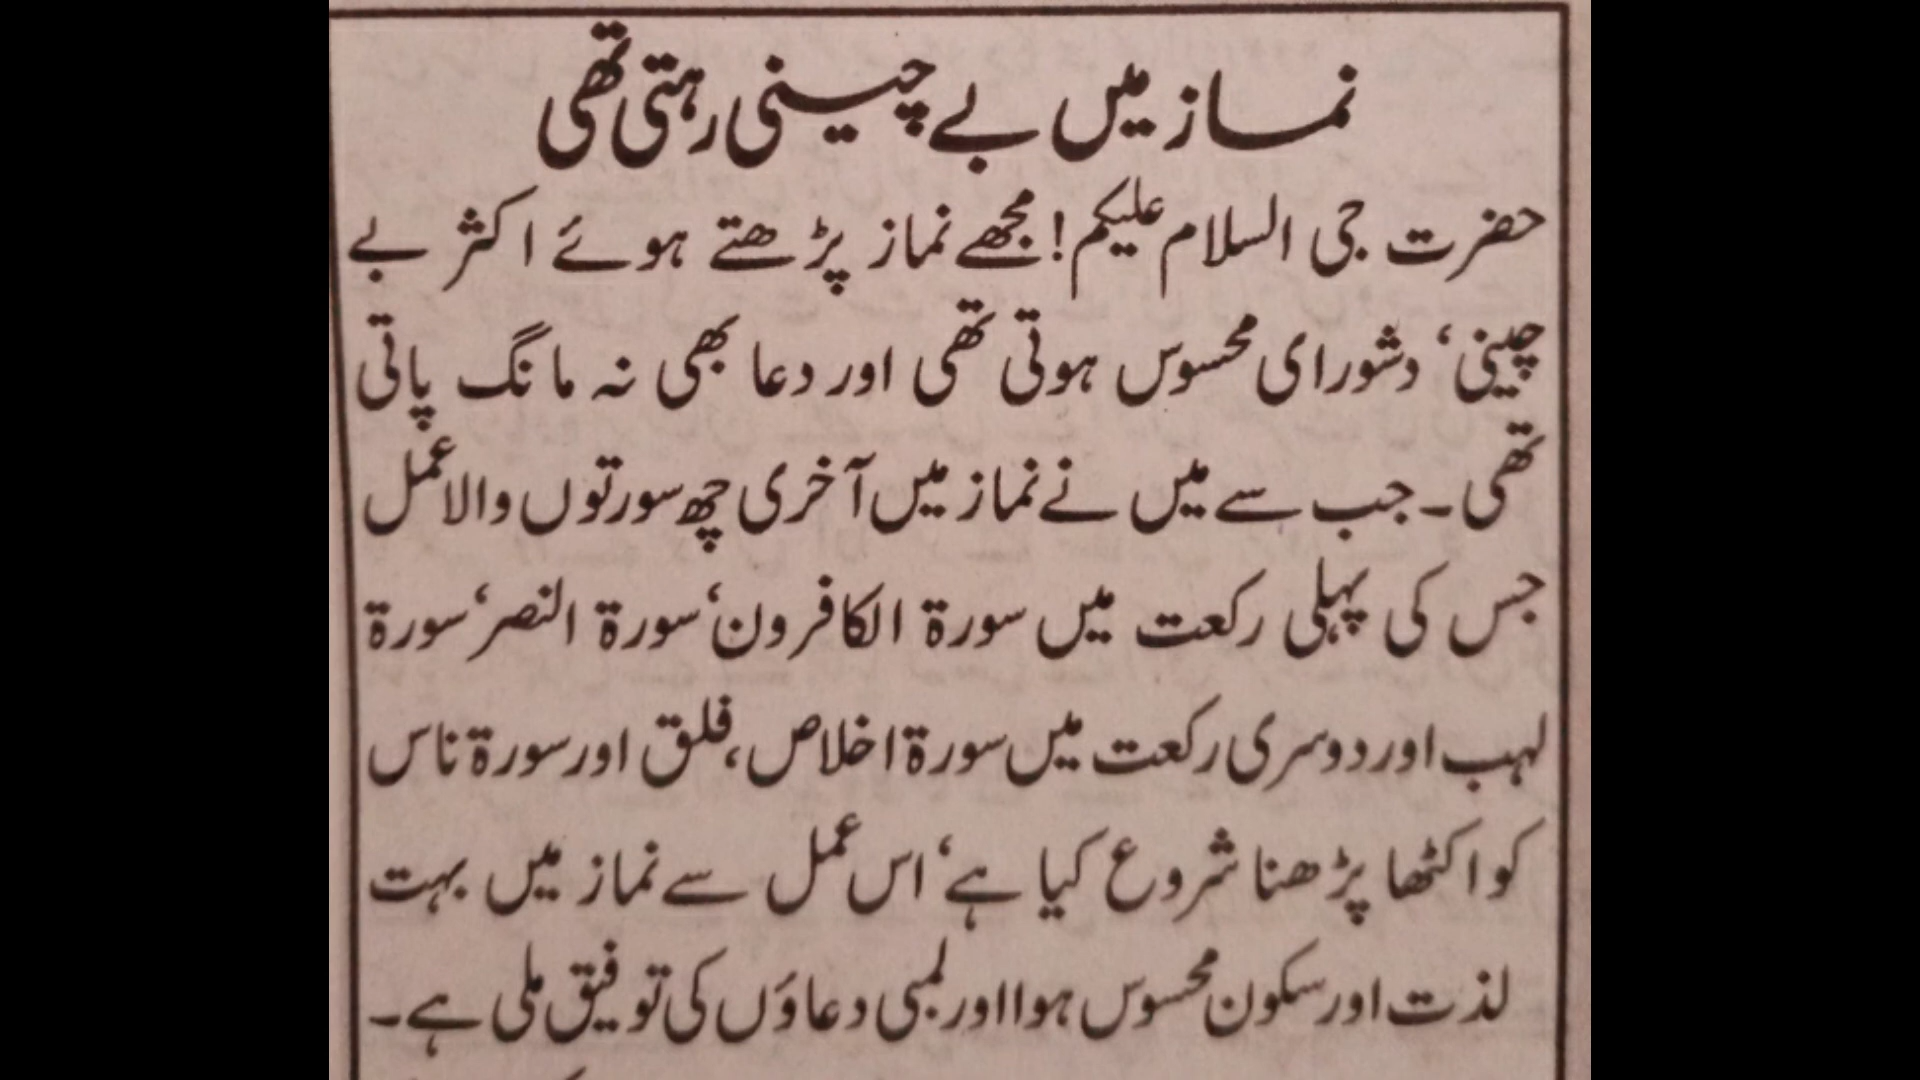 نماز میں بے چینی رہتی تھی
حضرت جی السلام علیکم! مجھے نماز پڑھتے ہوئے اکثر بے
چینی‘ دشورای محسوس ہوتی تھی اور دعا بھی نہ مانگ پاتی
تھی۔ جب سے میں نے نماز میں آخری چھ سورتوں والا عمل
جس کی پہلی رکعت میں سورۃ الکافرون‘ سورۃ النصر‘ سورۃ
لہب اور دوسری رکعت میں سورۃ اخلاص، فلق اور سورۃ ناس
کو اکٹھا پڑھنا شروع کیا ہے‘ اس عمل سے نماز میں بہت
لذت اور سکون محسوس ہوا اور لمبی دعاؤں کی توفیق ملی ہے۔